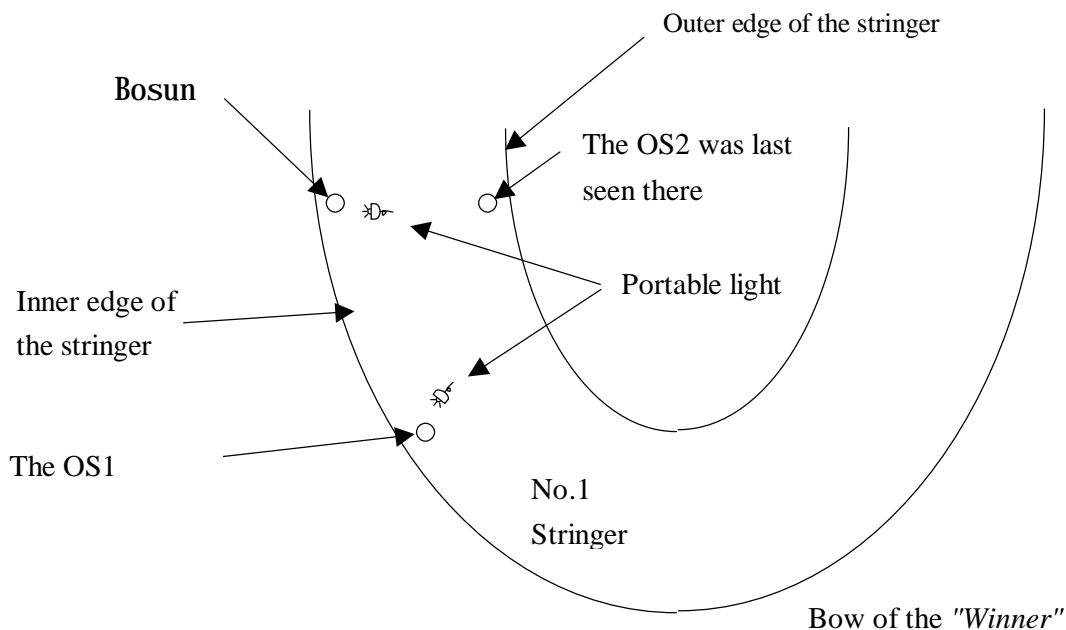 Outer edge of the stringer
Bosun
The OS2 was last
seen there
Portable light
Inner edge of
the stringer
The OS1
No.1
Stringer
Bow of the "Winner"